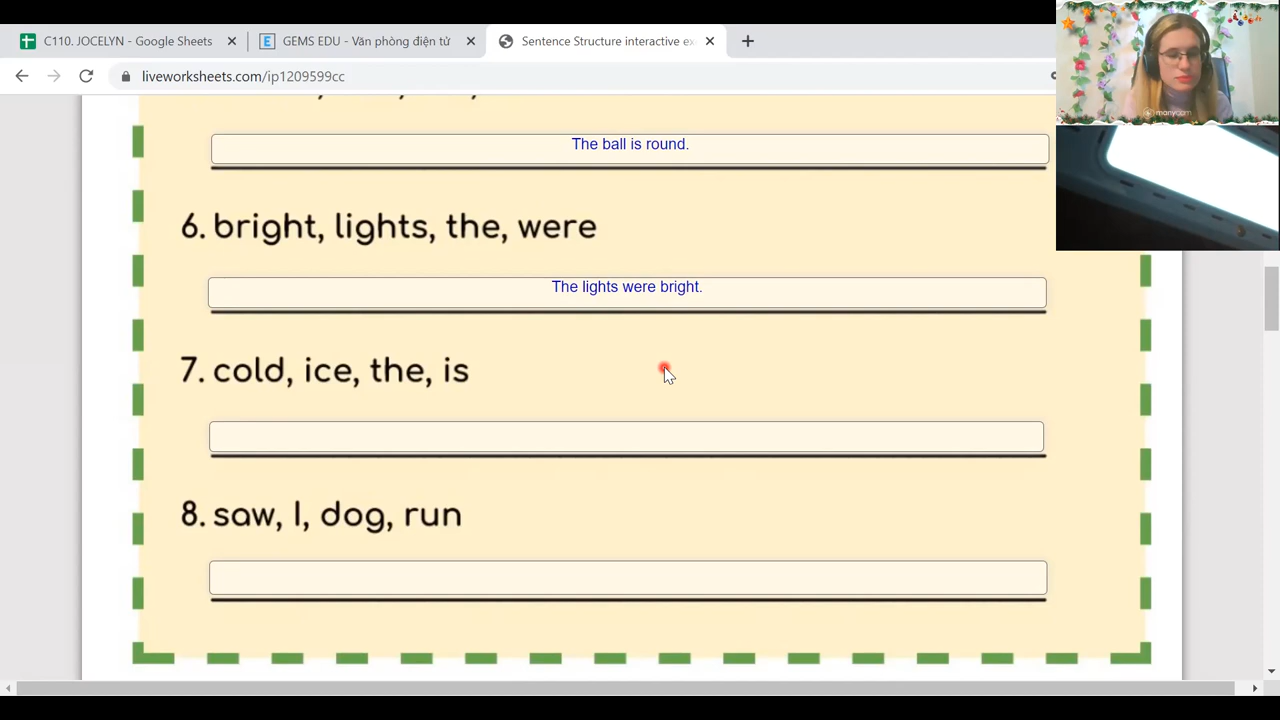 C110. JOCELYN - Google Sheets
GEMS EDU - Văn phòng điện tử
Sentence Structure interactive ex
liveworksheets.com/ip1209599cc
manycam
The ball is round.
6. bright, lights, the, were
The lights were bright.
7. cold, ice, the, is
8. saw, I, dog, run